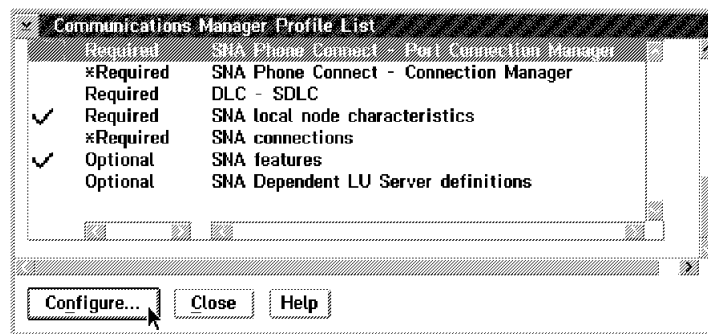 Communications Manager Profile List
Required SNA Phone Connect - Port Connection Manager
*Required SNA Phone Connect - Connection Manager
Required DLC - SDLC
Required SNA local node characteristics
*Required SNA connections
Optional SNA features
Optional SNA Dependent LU Server definitions
Configure... Close Help